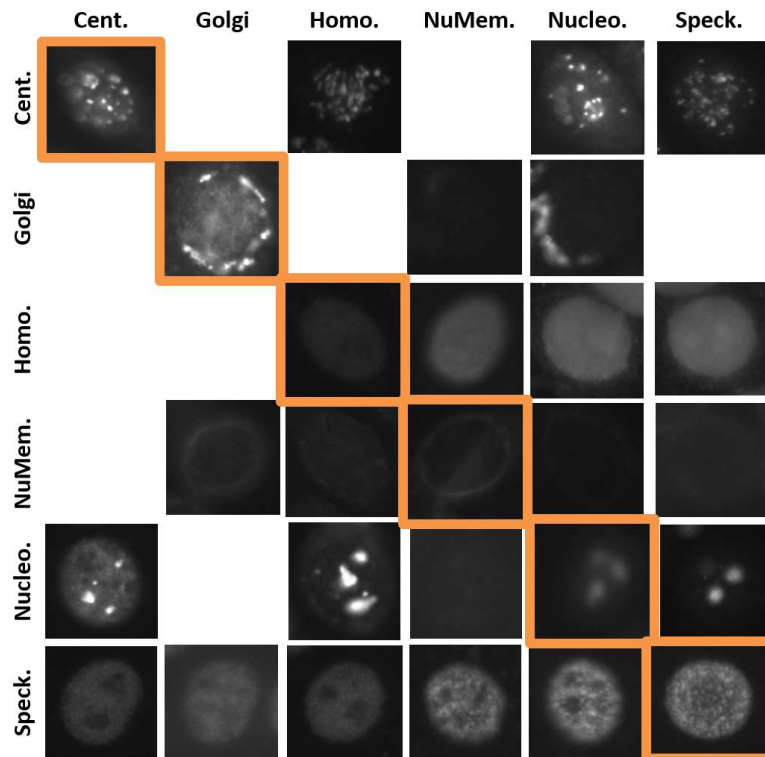 Cent. Golgi Homo. NuMem. Nucleo. Speck.
Cent.
Golgi
Homo.
NuMem.
Nucleo.
Speck.